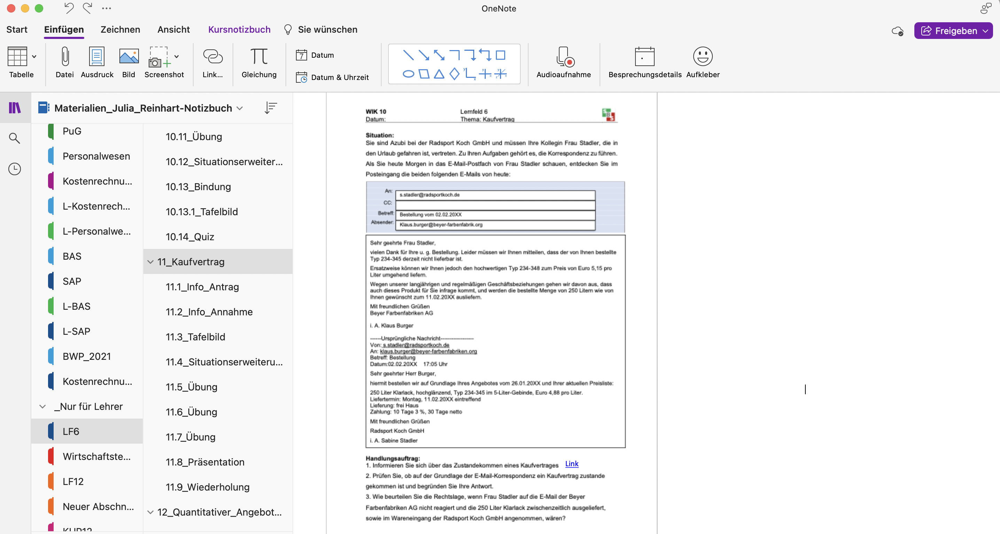 OneNote
Start Einfügen Zeichnen Ansicht Kursnotizbuch Sie wünschen
Freigeben
Tabelle Datei Ausdruck Bild Screenshot Link... Gleichung
7 Datum
Datum & Uhrzeit
Audioaufnahme Besprechungsdetails Aufkleber
Materialien_Julia_Reinhart-Notizbuch
PuG
Personalwesen
Kostenrechnu...
L-Kostenrech...
L-Personalwe...
BAS
SAP
L-BAS
L-SAP
BWP_2021
Kostenrechnu...
_Nur für Lehrer
LF6
Wirtschaftste...
LF12
Neuer Abschn...
10.11_Übung
10.12_Situationserweiter...
10.13_Bindung
10.13.1_Tafelbild
10.14_Quiz
11_Kaufvertrag
11.1_Info_Antrag
11.2_Info_Annahme
11.3_Tafelbild
11.4_Situationserweiteru...
11.5_Übung
11.6_Übung
11.7_Übung
11.8_Präsentation
11.9_Wiederholung
12_Quantitativer_Angebot...
WIK 10 Lernfeld 6
Datum: Thema: Kaufvertrag
SBS
Situation:
Sie sind Azubi bei der Radsport Koch GmbH und müssen Ihre Kollegin Frau Stadler, die in
den Urlaub gefahren ist, vertreten. Zu Ihren Aufgaben gehört es, die Korrespondenz zu führen.
Als Sie heute Morgen in das E-Mail-Postfach von Frau Stadler schauen, entdecken Sie im
Posteingang die beiden folgenden E-Mails von heute:
An: s.stadler@radsportkoch.de
CC:
Betreff: Bestellung vom 02.02.20XX
Absender: Klaus.burger@beyer-farbenfabrik.org
Sehr geehrte Frau Stadler,
vielen Dank für Ihre u. g. Bestellung. Leider müssen wir Ihnen mitteilen, dass der von Ihnen bestellte
Typ 234-345 derzeit nicht lieferbar ist.
Ersatzweise können wir Ihnen jedoch den hochwertigen Typ 234-348 zum Preis von Euro 5,15 pro
Liter umgehend liefern.
Wegen unserer langjährigen und regelmäßigen Geschäftsbeziehungen gehen wir davon aus, dass
auch dieses Produkt für Sie infrage kommt, und werden die bestellte Menge von 250 Litern wie von
Ihnen gewünscht zum 11.02.20XX ausliefern.
Mit freundlichen Grüßen
Beyer Farbenfabriken AG
i. A. Klaus Burger
------Ursprüngliche Nachricht------------------
Von: s.stadler@radsportkoch.de
An: klaus.burger@beyer-farbenfabriken.org
Betreff: Bestellung
Datum:02.02.20XX 17:05 Uhr
Sehr geehrter Herr Burger,
hiermit bestellen wir auf Grundlage Ihres Angebotes vom 26.01.20XX und Ihrer aktuellen Preisliste:
250 Liter Klarlack, hochglänzend, Typ 234-345 im 5-Liter-Gebinde, Euro 4,88 pro Liter.
Liefertermin: Montag, 11.02.20XX eintreffend
Lieferung: frei Haus
Zahlung: 10 Tage 3 %, 30 Tage netto
Mit freundlichen Grüßen
Radsport Koch GmbH
i. A. Sabine Stadler
Handlungsauftrag:
1. Informieren Sie sich über das Zustandekommen eines Kaufvertrages Link
2. Prüfen Sie, ob auf der Grundlage der E-Mail-Korrespondenz ein Kaufvertrag zustande
gekommen ist und begründen Sie Ihre Antwort.
3. Wie beurteilen Sie die Rechtslage, wenn Frau Stadler auf die E-Mail der Beyer
Farbenfabriken AG nicht reagiert und die 250 Liter Klarlack zwischenzeitlich ausgeliefert,
sowie im Wareneingang der Radsport Koch GmbH angenommen, wären?